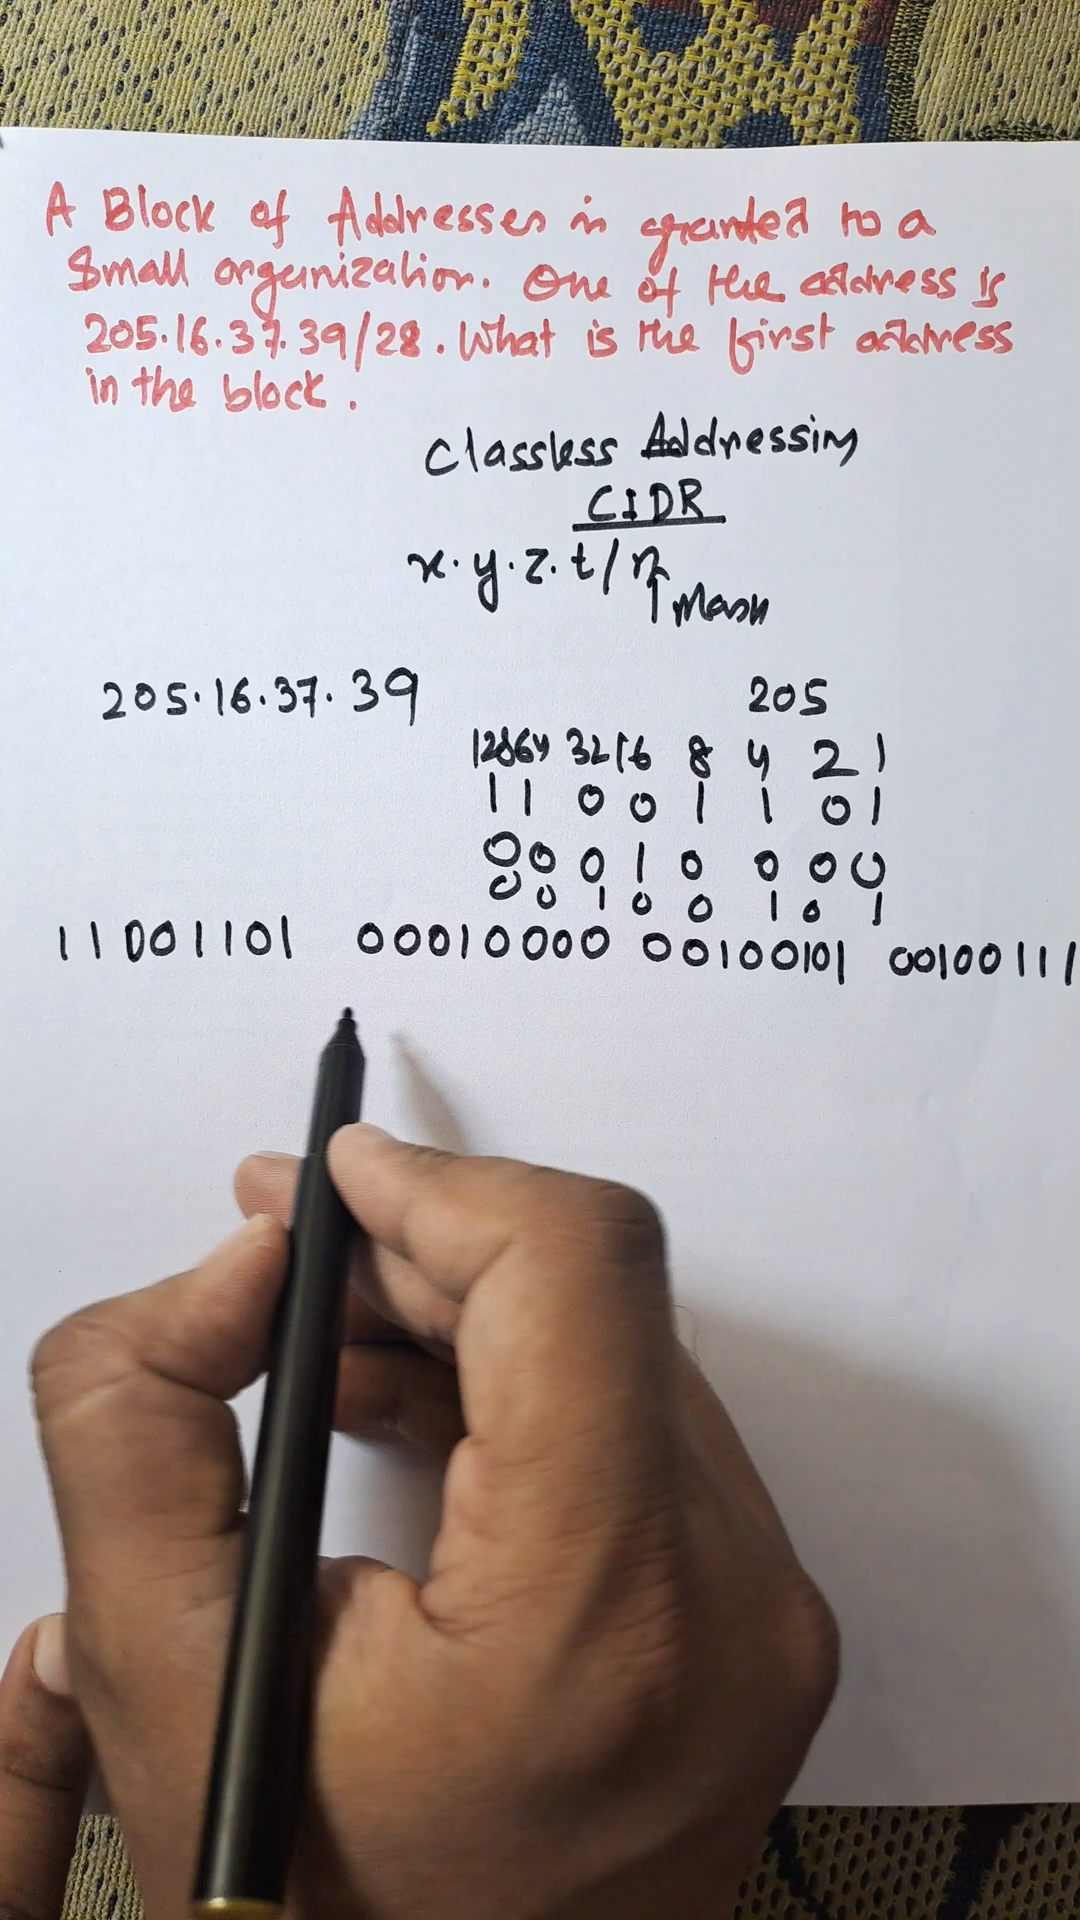 A Block of Addresses is granted to a
Small organization. One of the address is
205.16.37.39/28. What is the first address
in the block.
Classless Addressing
CIDR
x.y.z.t/n
↑ Mask
205.16.37.39
205
128 64 32 16 8 4 2 1
1 1 0 0 1 1 0 1
0 0 0 1 0 0 0 0
0 0 1 0 0 1 0 1
11001101 00010000 00100101 00100111